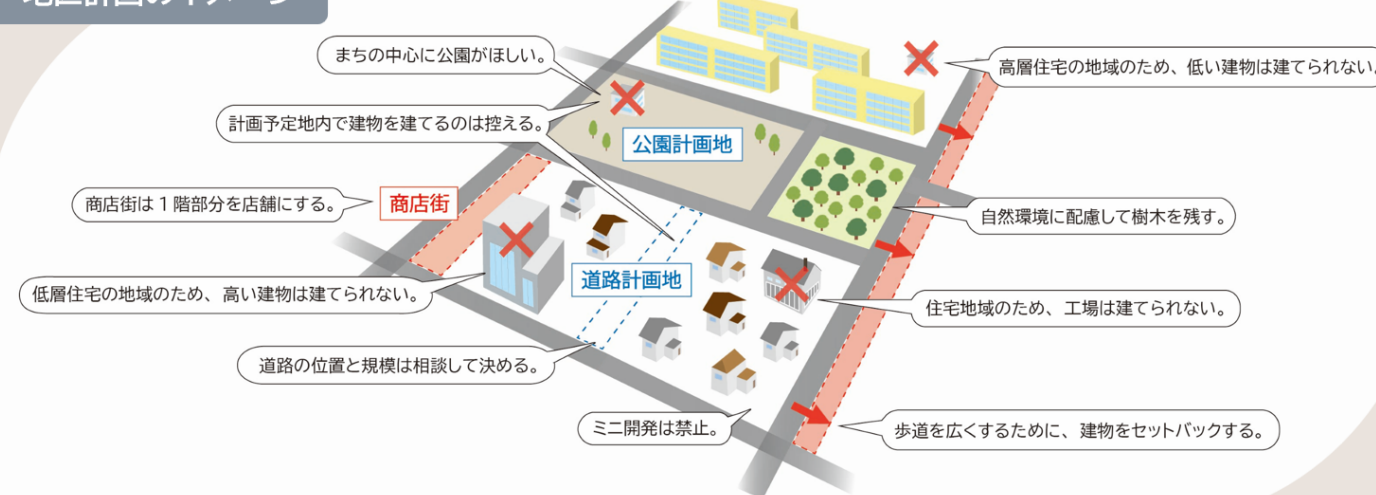 地区計画のイメージ
まちの中心に公園がほしい。
高層住宅の地域のため、低い建物は建てられない。
計画予定地内で建物を建てるのは控える。
公園計画地
商店街は1階部分を店舗にする。
商店街
自然環境に配慮して樹木を残す。
低層住宅の地域のため、高い建物は建てられない。
道路計画地
住宅地域のため、工場は建てられない。
道路の位置と規模は相談して決める。
ミニ開発は禁止。
歩道を広くするために、建物をセットバックする。